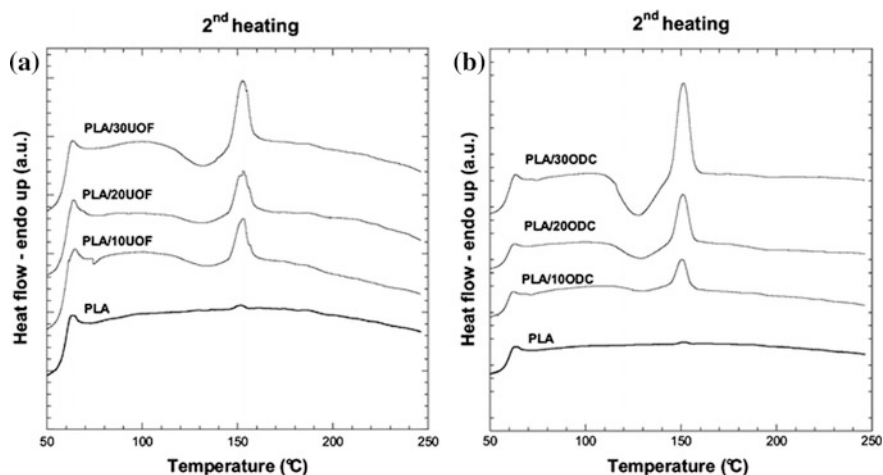 2nd heating
(a)
Heat flow - endo up (a.u.)
PLA/30UOF
PLA/20UOF
PLA/10UOF
PLA
50 100 150 200 250
Temperature (°C)
2nd heating
(b)
Heat flow - endo up (a.u.)
PLA/30ODC
PLA/20ODC
PLA/10ODC
PLA
50 100 150 200 250
Temperature (°C)